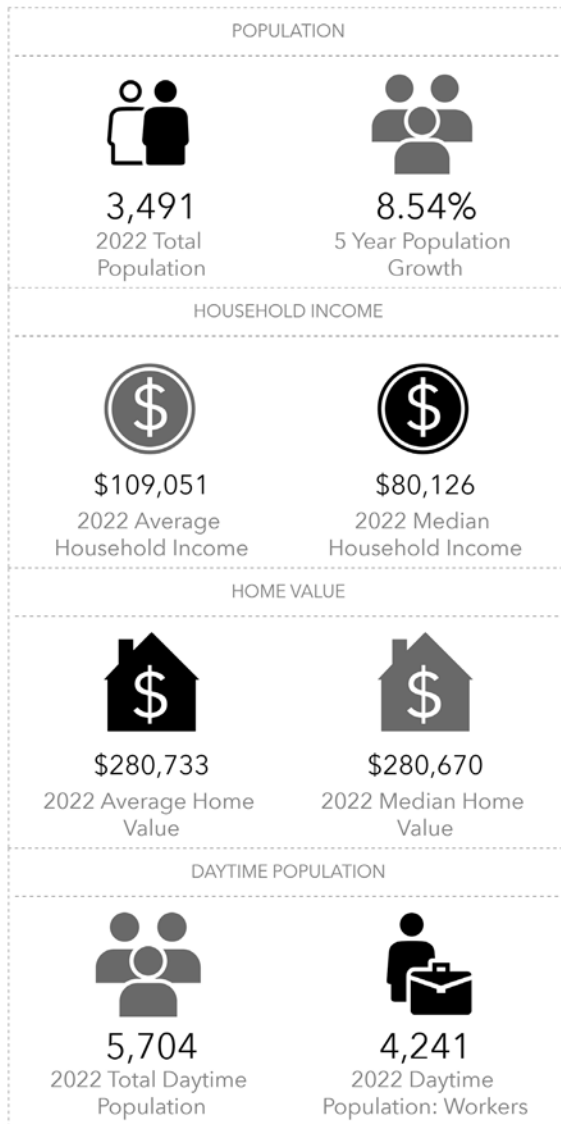 POPULATION
3,491
2022 Total
Population
8.54%
5 Year Population
Growth
HOUSEHOLD INCOME
$
$109,051
2022 Average
Household Income
$
$80,126
2022 Median
Household Income
HOME VALUE
$
$280,733
2022 Average Home
Value
$
$280,670
2022 Median Home
Value
DAYTIME POPULATION
5,704
2022 Total Daytime
Population
4,241
2022 Daytime
Population: Workers